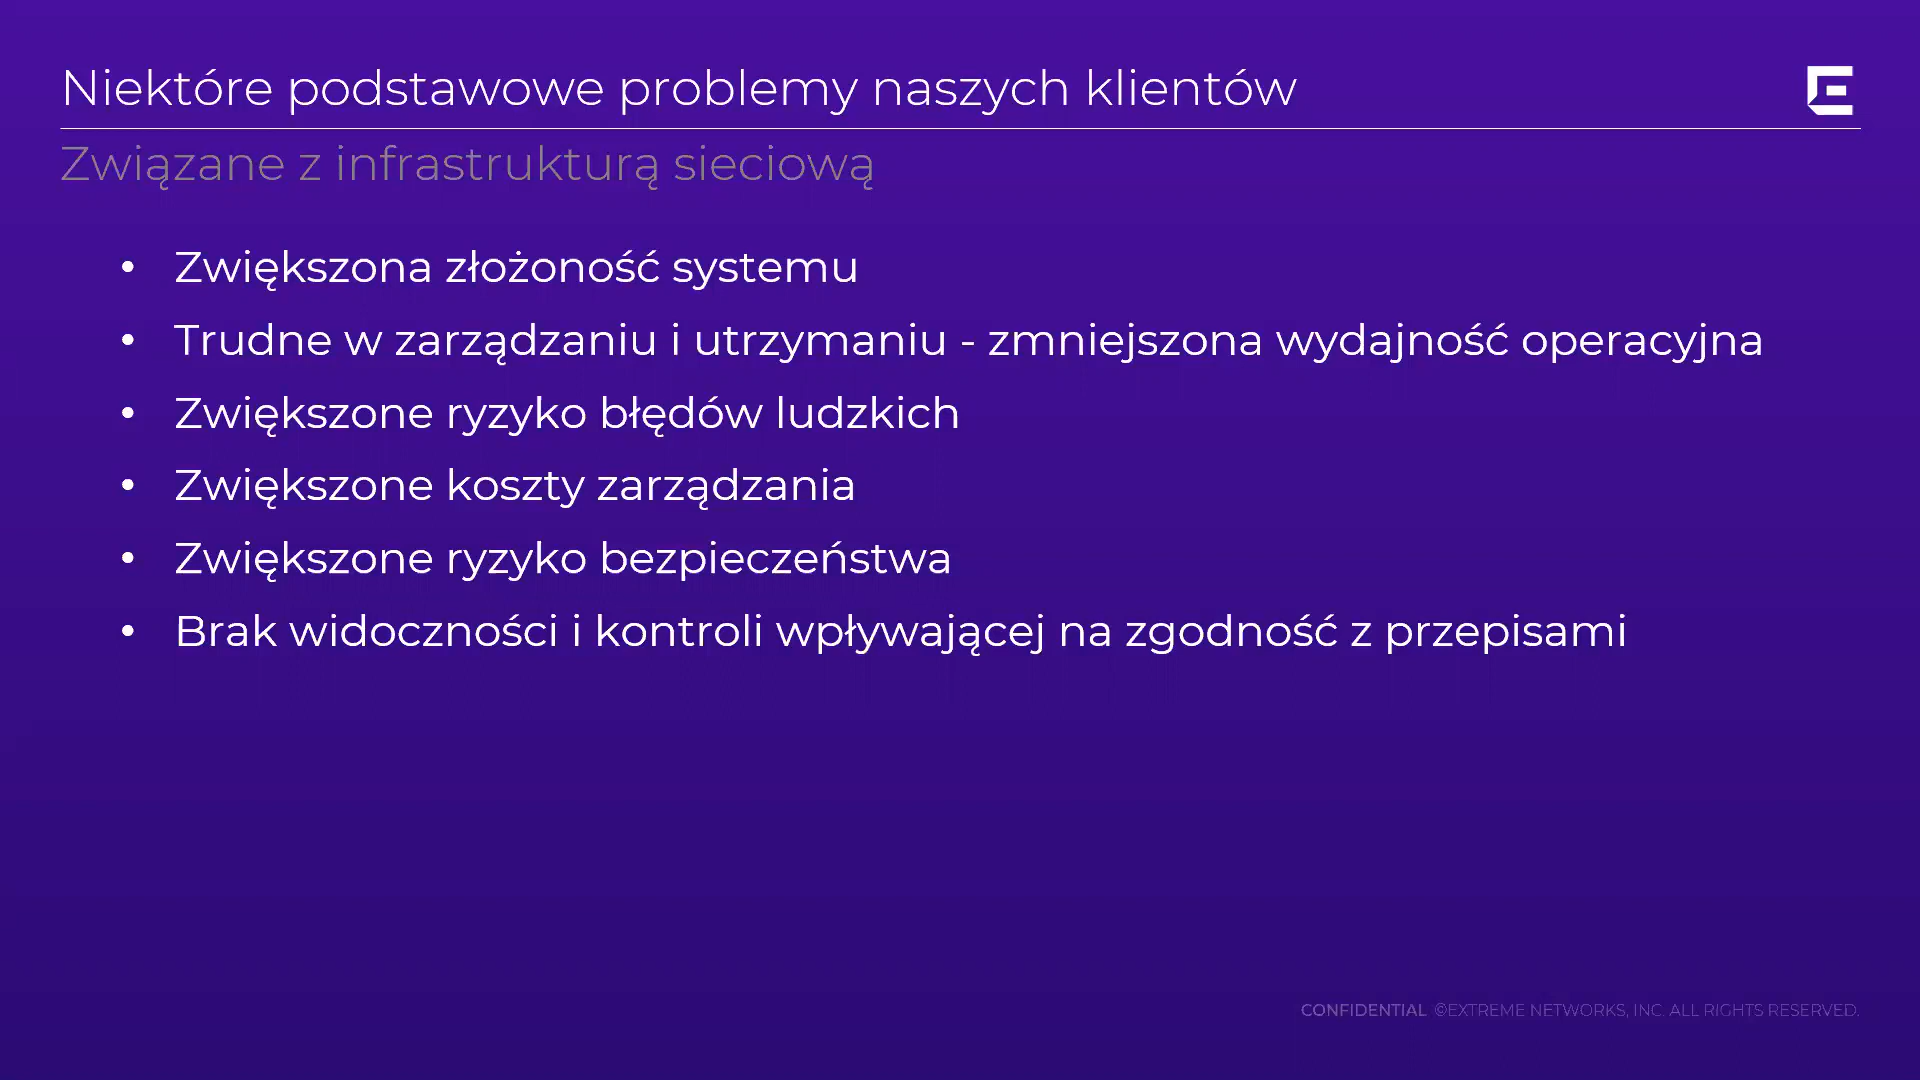 Niektóre podstawowe problemy naszych klientów
Związane z infrastrukturą sieciową
• Zwiększona złożoność systemu
• Trudne w zarządzaniu i utrzymaniu - zmniejszona wydajność operacyjna
• Zwiększone ryzyko błędów ludzkich
• Zwiększone koszty zarządzania
• Zwiększone ryzyko bezpieczeństwa
• Brak widoczności i kontroli wpływającej na zgodność z przepisami
CONFIDENTIAL ©EXTREME NETWORKS, INC. ALL RIGHTS RESERVED.